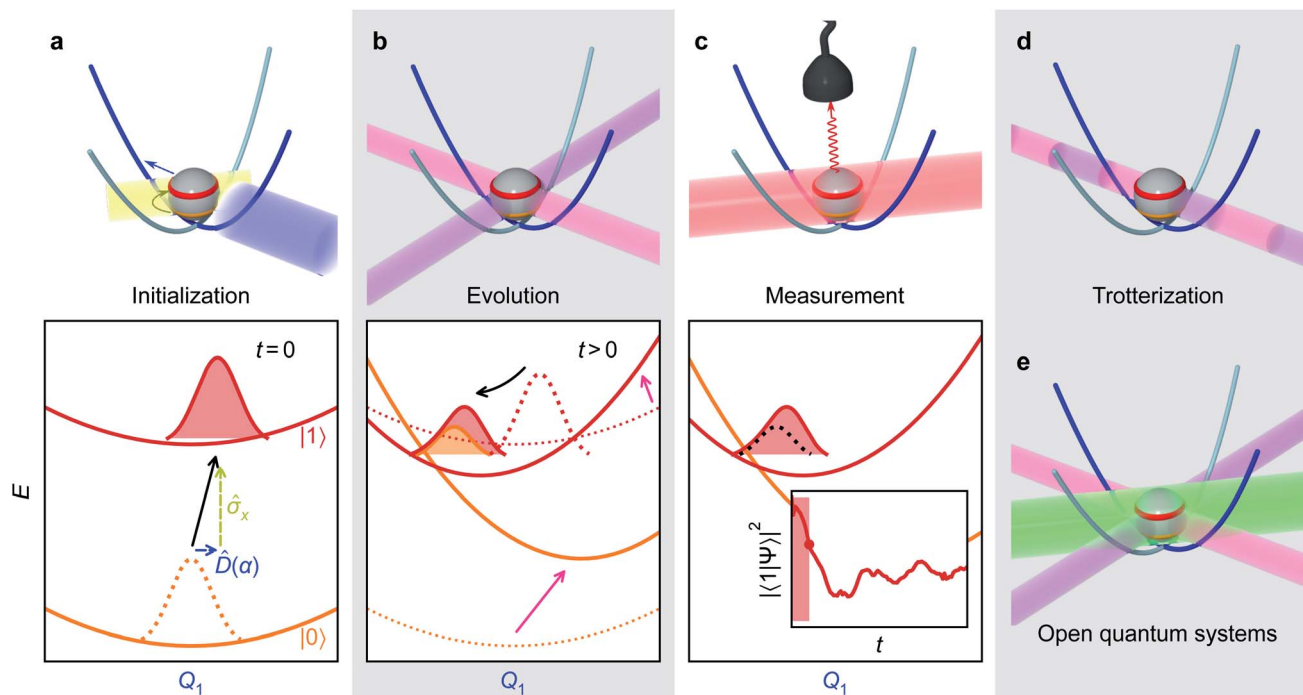 a
Initialization
b
Evolution
c
Measurement
d
Trotterization
E
t = 0
|1⟩
σ̂ₓ
D̂(α)
|0⟩
Q₁
t > 0
Q₁
|⟨1|Ψ⟩|²
t
Q₁
e
Open quantum systems